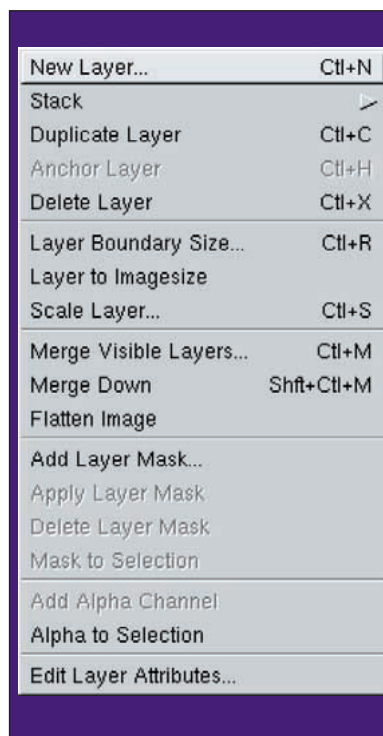 New Layer... Ctl+N
Stack
Duplicate Layer Ctl+C
Anchor Layer Ctl+H
Delete Layer Ctl+X
Layer Boundary Size... Ctl+R
Layer to Imagesize
Scale Layer... Ctl+S
Merge Visible Layers... Ctl+M
Merge Down Shft+Ctl+M
Flatten Image
Add Layer Mask...
Apply Layer Mask
Delete Layer Mask
Mask to Selection
Add Alpha Channel
Alpha to Selection
Edit Layer Attributes...